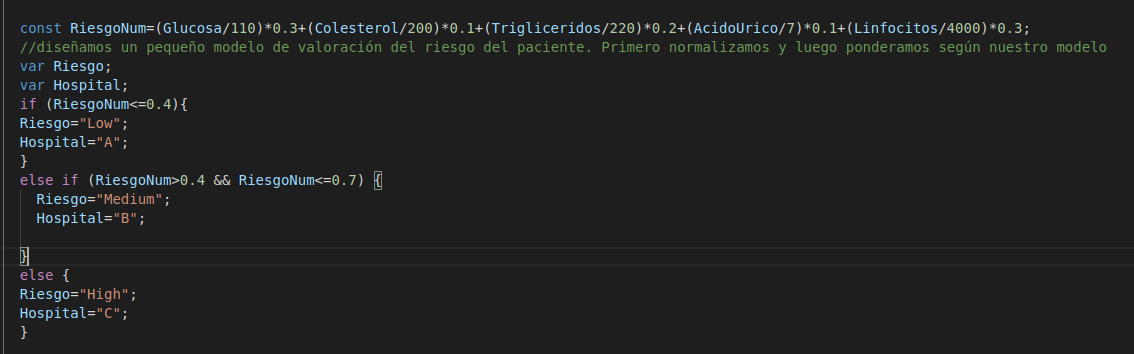 const RiesgoNum=(Glucosa/110)*0.3+(Colesterol/200)*0.1+(Trigliceridos/220)*0.2+(AcidoUrico/7)*0.1+(Linfocitos/4000)*0.3;
//diseñamos un pequeño modelo de valoración del riesgo del paciente. Primero normalizamos y luego ponderamos según nuestro modelo
var Riesgo;
var Hospital;
if (RiesgoNum<=0.4){
Riesgo="Low";
Hospital="A";
}
else if (RiesgoNum>0.4 && RiesgoNum<=0.7) {
Riesgo="Medium";
Hospital="B";
}
else {
Riesgo="High";
Hospital="C";
}